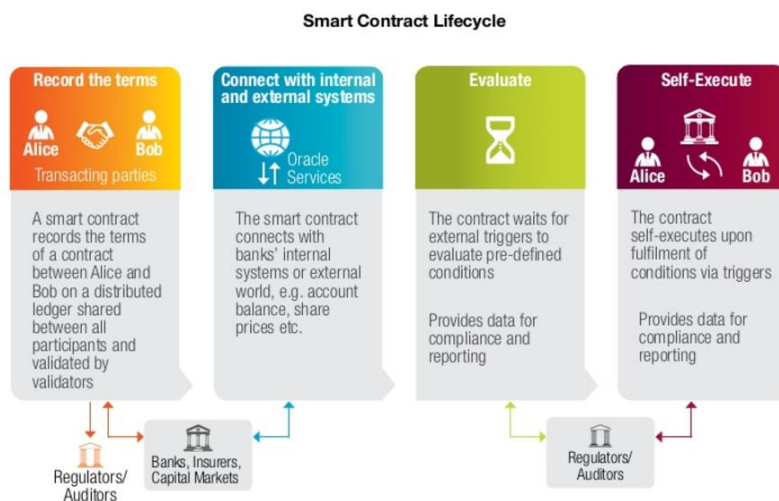 Smart Contract Lifecycle
Record the terms
Alice
Bob
Transacting parties
A smart contract
records the terms
of a contract
between Alice and
Bob on a distributed
ledger shared
between all
participants and
validated by
validators
Connect with internal
and external systems
Oracle
Services
The smart contract
connects with
banks' internal
systems or external
world, e.g. account
balance, share
prices etc.
Evaluate
The contract waits for
external triggers to
evaluate pre-defined
conditions
Provides data for
compliance and
reporting
Self-Execute
Alice
Bob
The contract
self-executes upon
fulfilment of
conditions via triggers
Provides data for
compliance and
reporting
Regulators/
Auditors
Banks, Insurers,
Capital Markets
Regulators/
Auditors